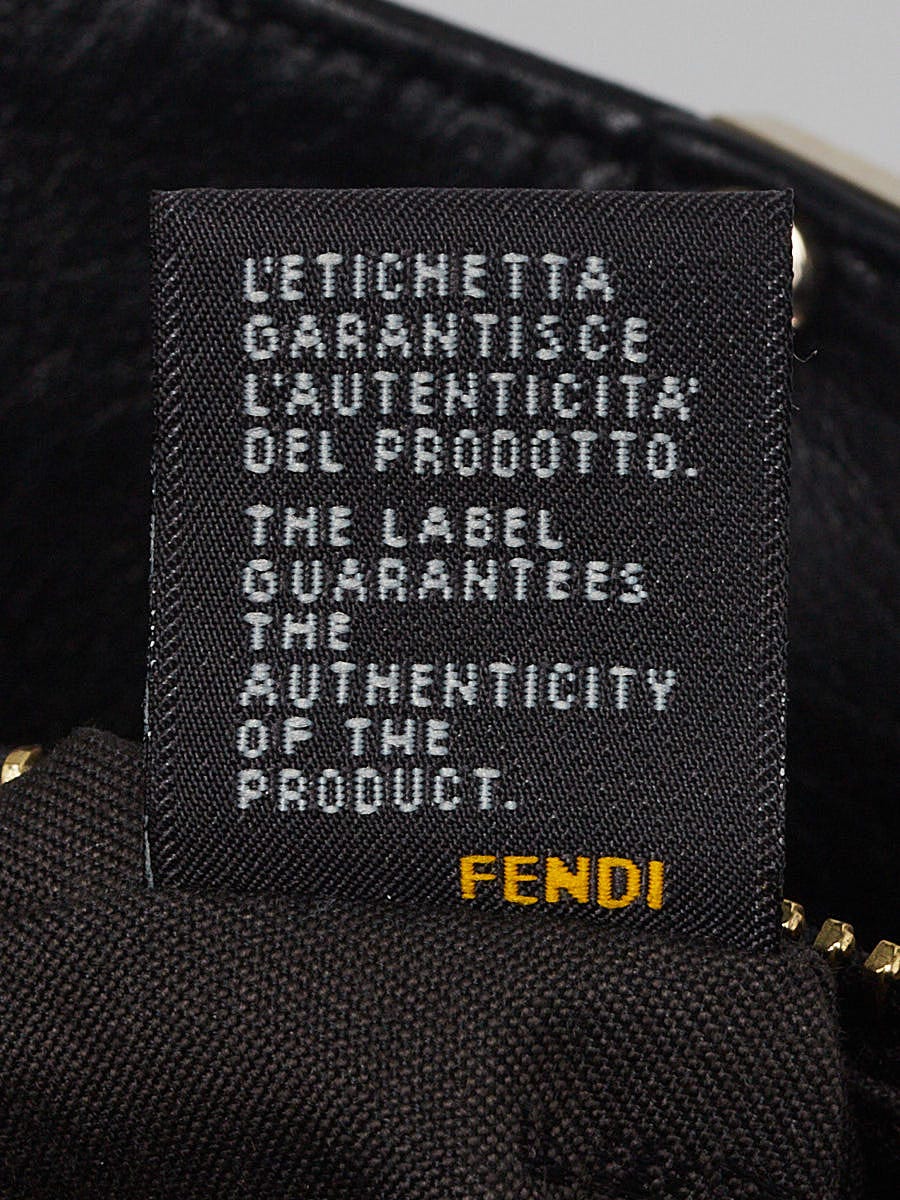 L'ETICHETTA
GARANTISCE
L'AUTENTICITA'
DEL PRODOTTO.
THE LABEL
GUARANTEES
THE
AUTHENTICITY
OF THE
PRODUCT.
FENDI